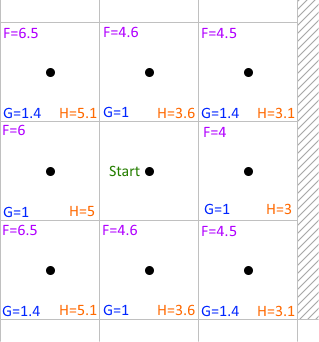 F=6.5 F=4.6 F=4.5
G=1.4 H=5.1 G=1 H=3.6 G=1.4 H=3.1
F=6 F=4
Start
G=1 H=5 G=1 H=3
F=6.5 F=4.6 F=4.5
G=1.4 H=5.1 G=1 H=3.6 G=1.4 H=3.1